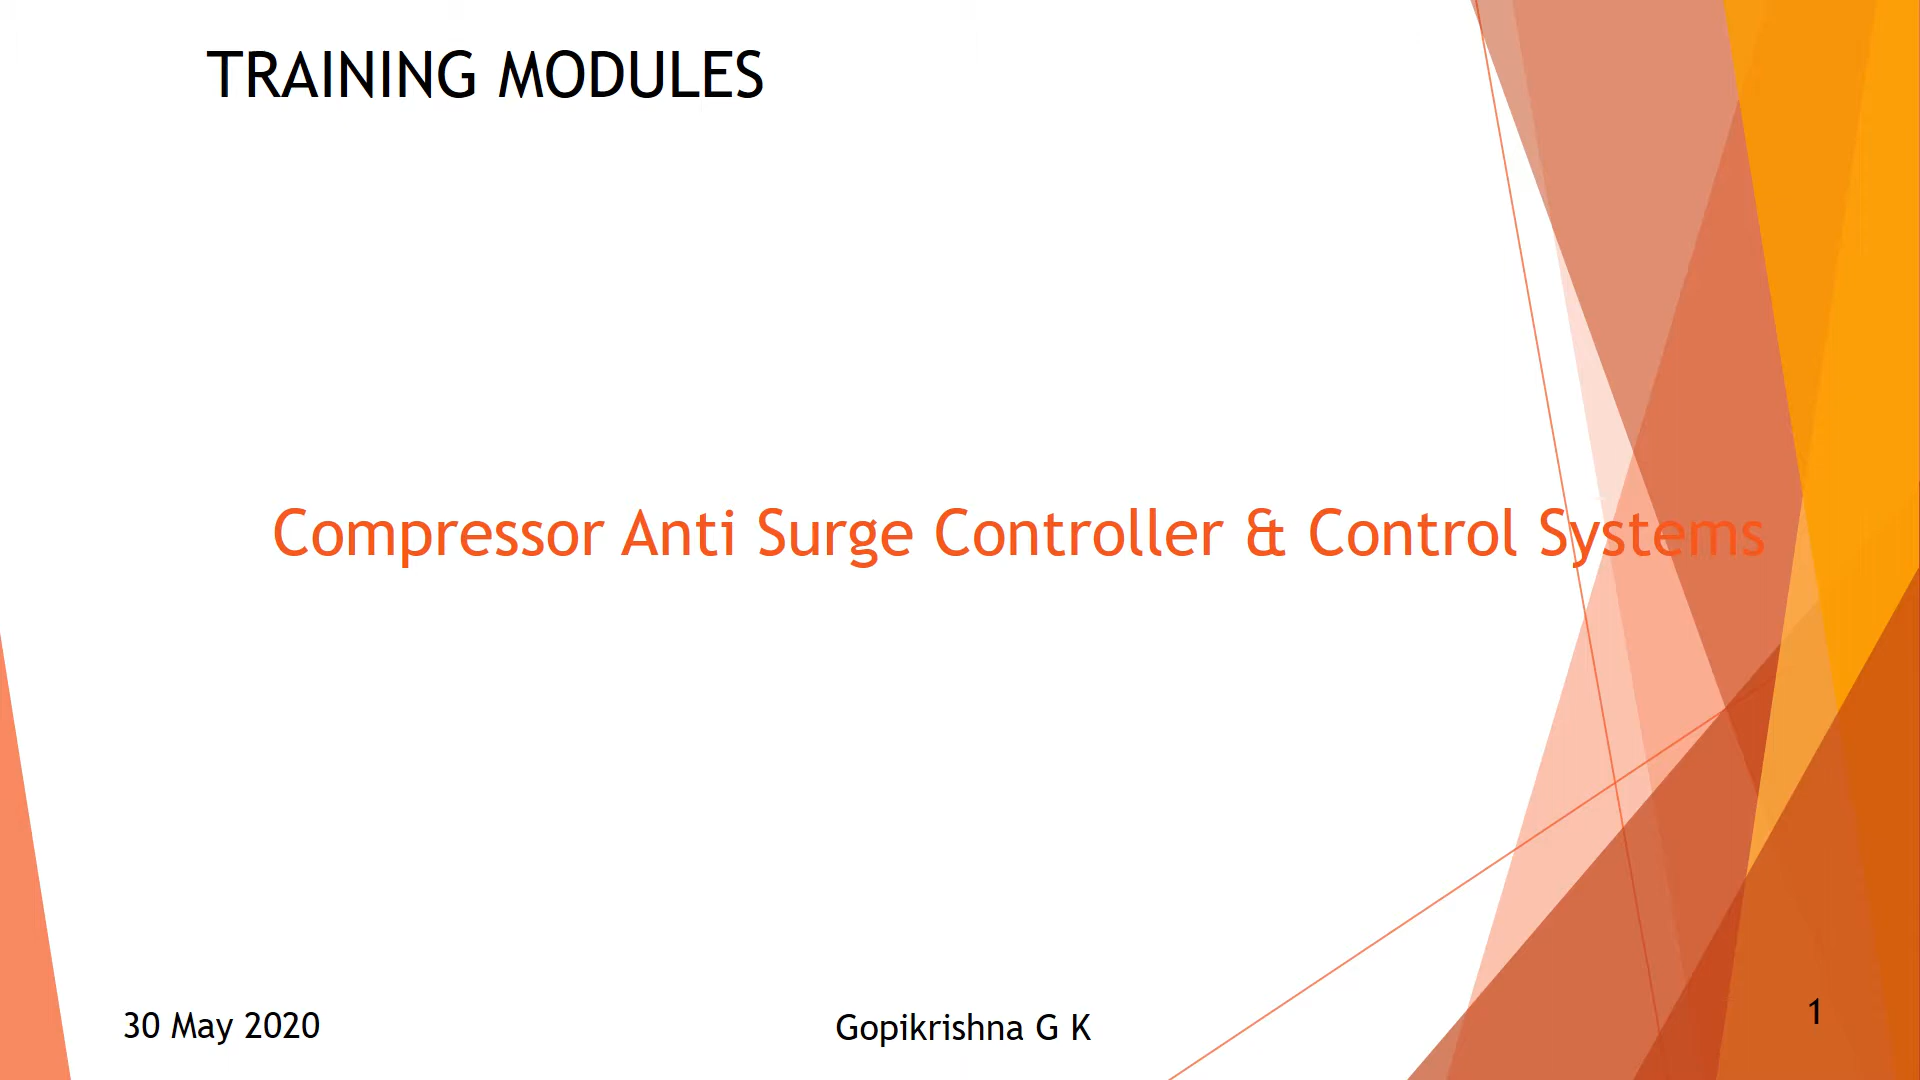 TRAINING MODULES
Compressor Anti Surge Controller & Control Systems
30 May 2020
Gopikrishna G K
1